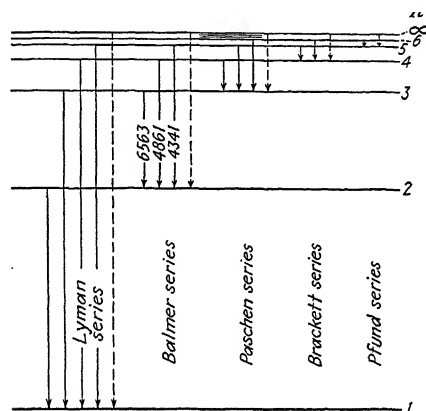 n
∞
6
5
4
3
6563
4861
4341
2
Lyman series
Balmer series
Paschen series
Brackett series
Pfund series
1